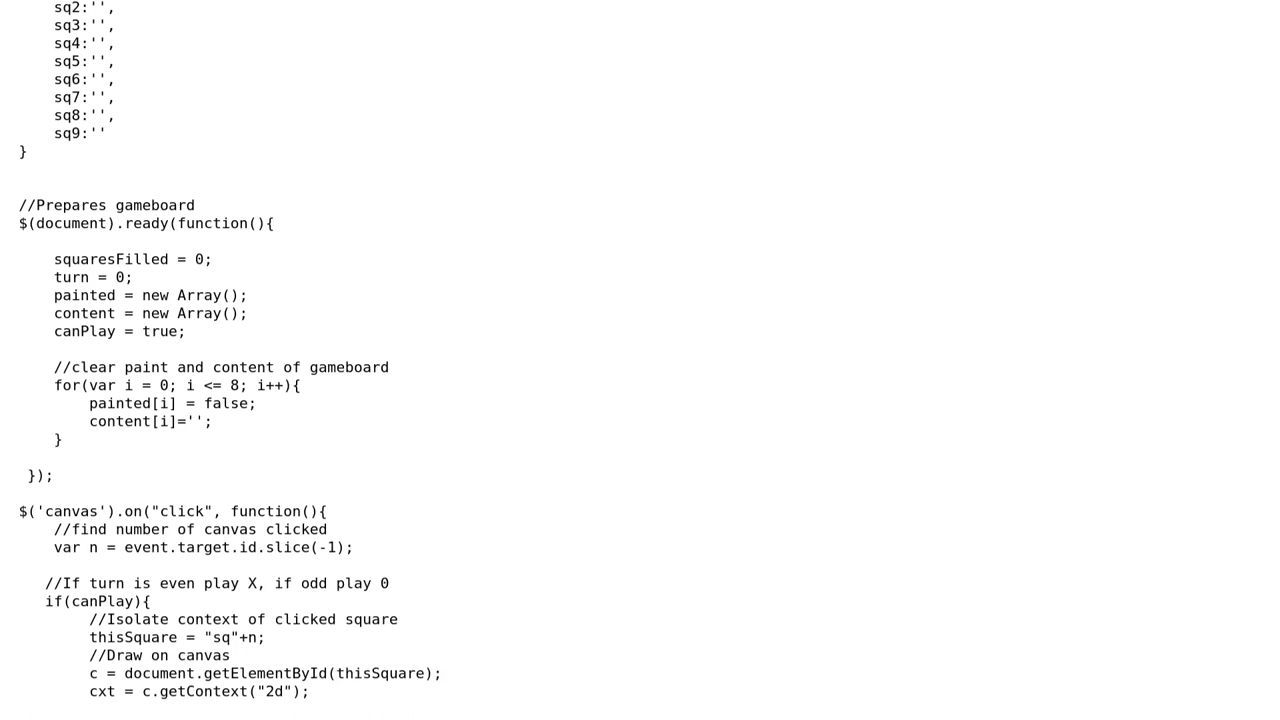 sq2:'',
sq3:'',
sq4:'',
sq5:'',
sq6:'',
sq7:'',
sq8:'',
sq9:''
}
//Prepares gameboard
$(document).ready(function(){
squaresFilled = 0;
turn = 0;
painted = new Array();
content = new Array();
canPlay = true;
//clear paint and content of gameboard
for(var i = 0; i <= 8; i++){
painted[i] = false;
content[i]='';
}
});
$('canvas').on("click", function(){
//find number of canvas clicked
var n = event.target.id.slice(-1);
//If turn is even play X, if odd play 0
if(canPlay){
//Isolate context of clicked square
thisSquare = "sq"+n;
//Draw on canvas
c = document.getElementById(thisSquare);
cxt = c.getContext("2d");